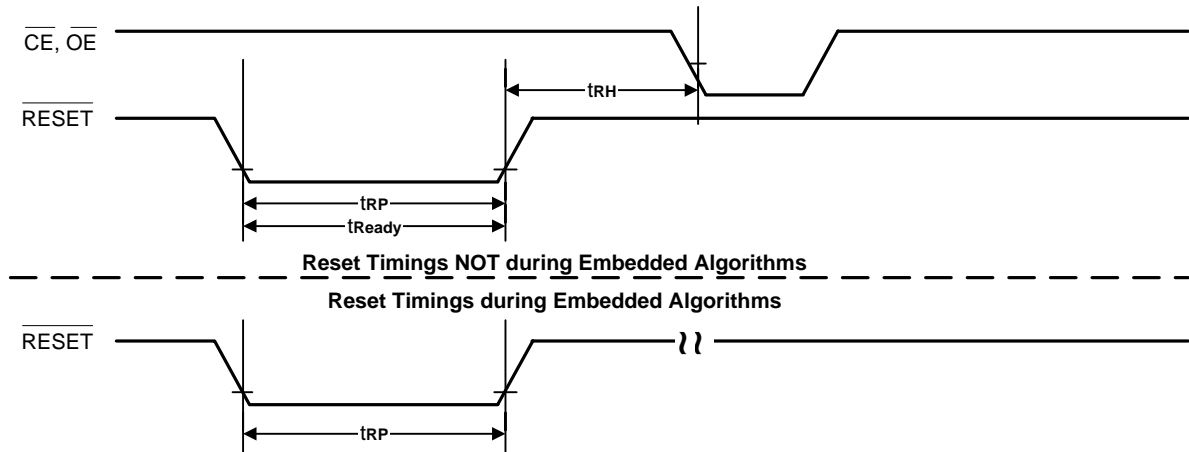 CE, OE
tRH
RESET
tRP
tReady
Reset Timings NOT during Embedded Algorithms
Reset Timings during Embedded Algorithms
RESET
tRP